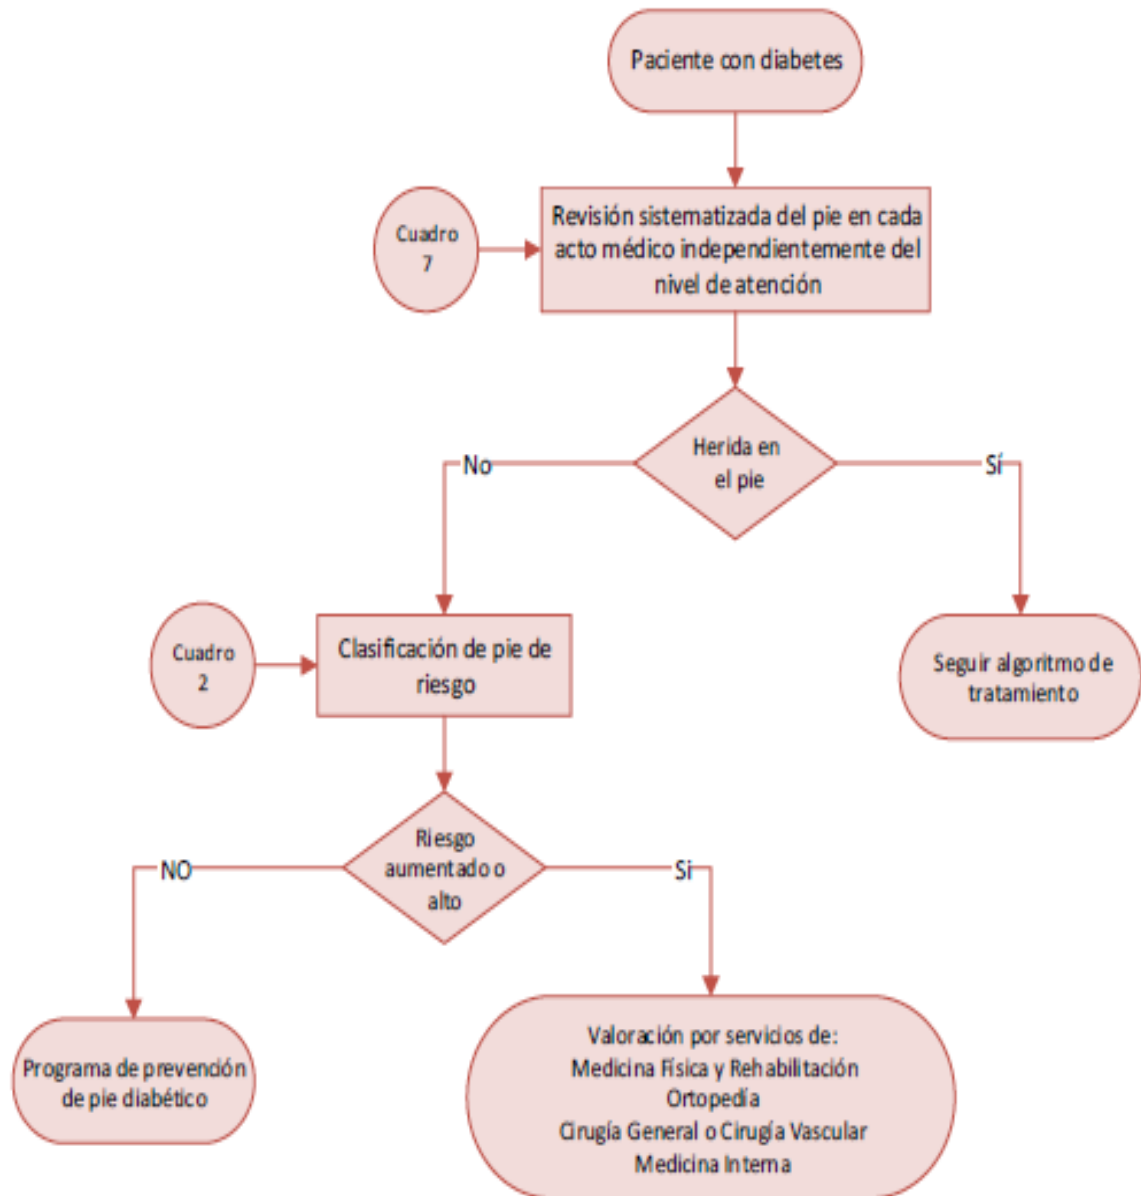 Paciente con diabetes
Cuadro
7
Revisión sistematizada del pie en cada
acto médico independientemente del
nivel de atención
Herida en
el pie
No
Sí
Cuadro
2
Clasificación de pie de
riesgo
Seguir algoritmo de
tratamiento
Riesgo
aumentado o
alto
NO
Si
Programa de prevención
de pie diabético
Valoración por servicios de:
Medicina Física y Rehabilitación
Ortopedía
Cirugía General o Cirugía Vascular
Medicina Interna